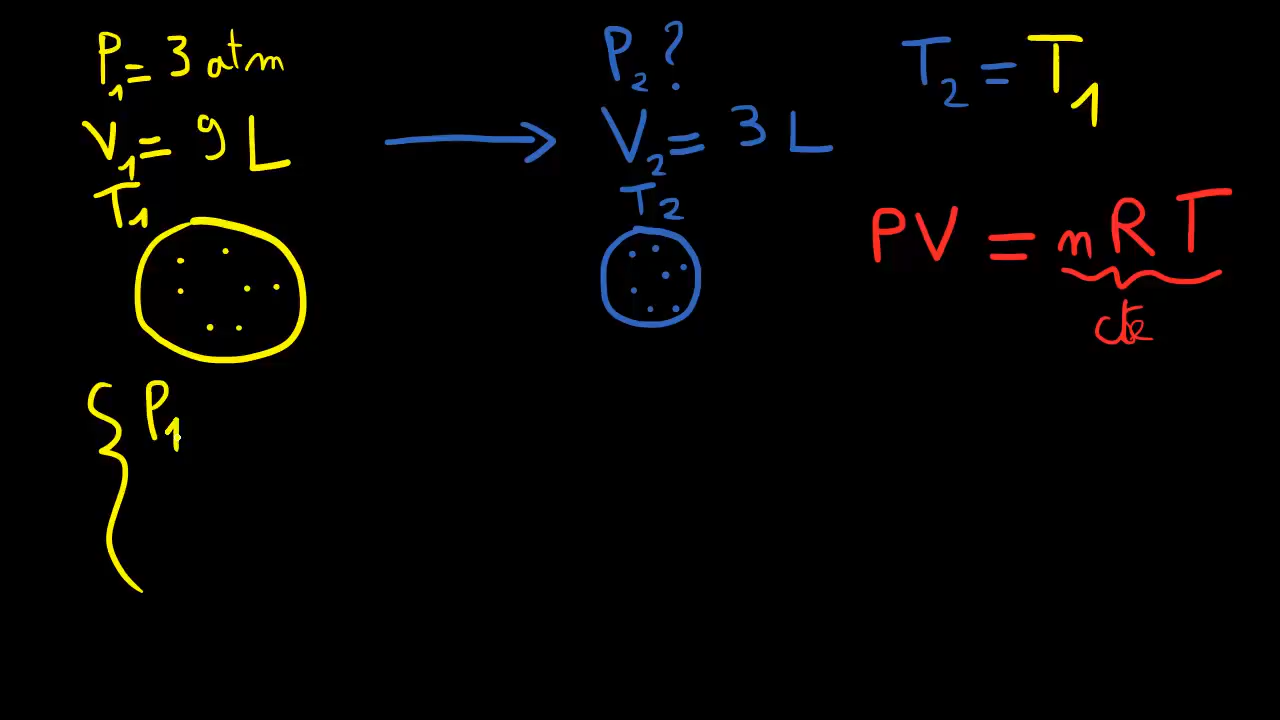 P₁ = 3 atm
V₁ = 9 L
T₁
P₂ ?
V₂ = 3 L
T₂
T₂ = T₁
PV = nRT
cte
{ P₁